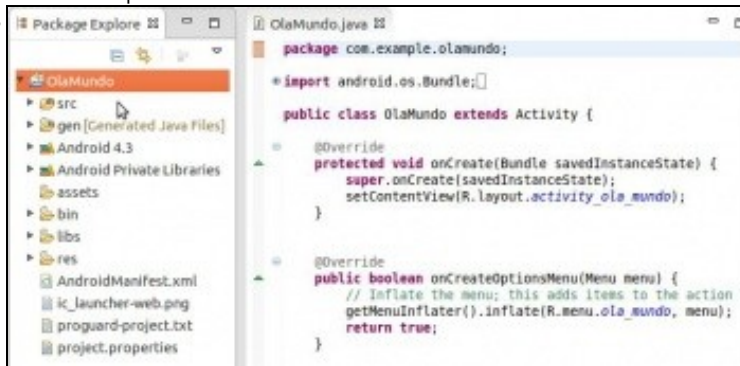 Package Explore
OlaMundo
src
gen [Generated Java Files]
Android 4.3
Android Private Libraries
assets
bin
libs
res
AndroidManifest.xml
ic_launcher-web.png
proguard-project.txt
project.properties
OlaMundo.java
package com.example.olamundo;
import android.os.Bundle;
public class OlaMundo extends Activity {
@Override
protected void onCreate(Bundle savedInstanceState) {
super.onCreate(savedInstanceState);
setContentView(R.layout.activity_ola_mundo);
}
@Override
public boolean onCreateOptionsMenu(Menu menu) {
// Inflate the menu; this adds items to the action
getMenuInflater().inflate(R.menu.ola_mundo, menu);
return true;
}